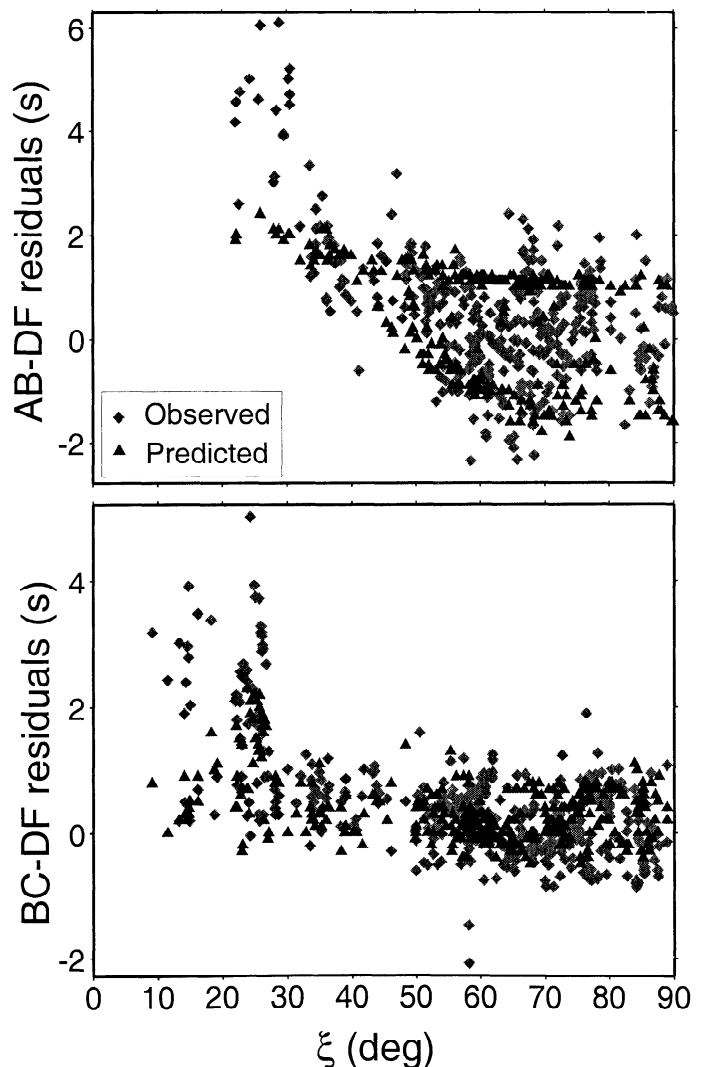 AB-DF residuals (s)
6
4
2
0
-2
Observed
Predicted
BC-DF residuals (s)
4
2
0
-2
0 10 20 30 40 50 60 70 80 90
ξ (deg)